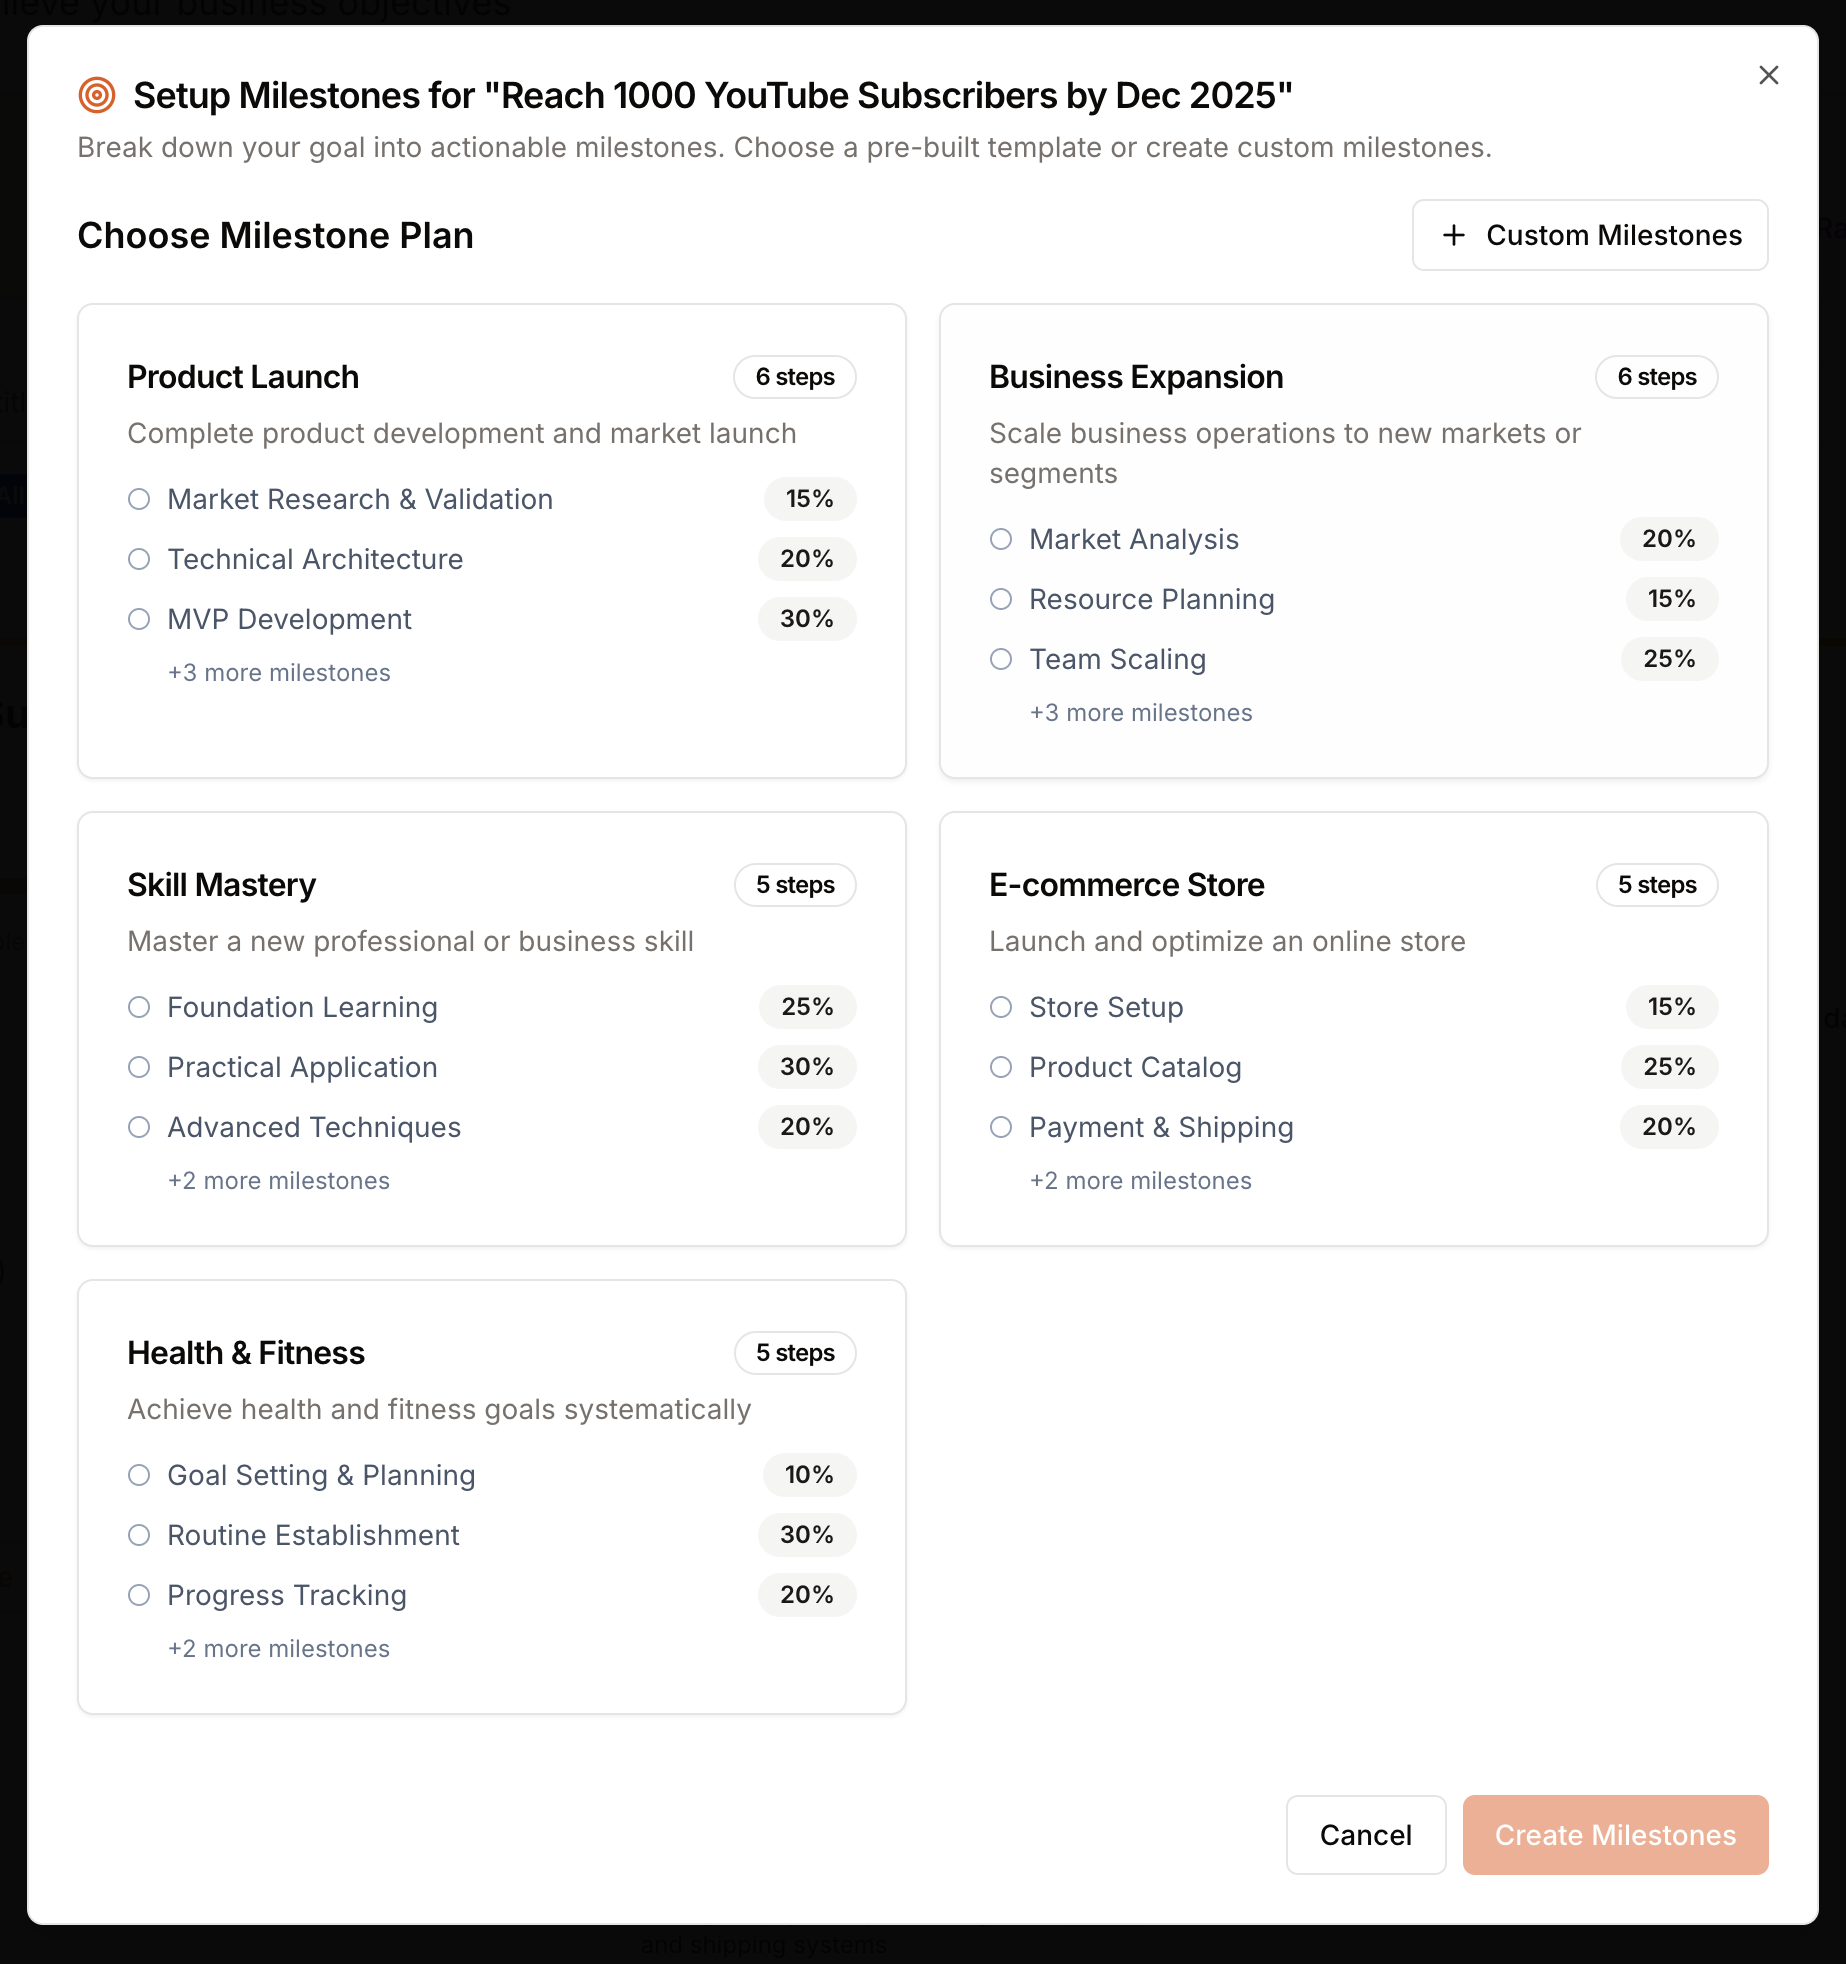 Setup Milestones for "Reach 1000 YouTube Subscribers by Dec 2025"
Break down your goal into actionable milestones. Choose a pre-built template or create custom milestones.
Choose Milestone Plan
Custom Milestones
Product Launch
6 steps
Complete product development and market launch
Market Research & Validation
15%
Technical Architecture
20%
MVP Development
30%
+3 more milestones
Business Expansion
6 steps
Scale business operations to new markets or
segments
Market Analysis
20%
Resource Planning
15%
Team Scaling
25%
+3 more milestones
Skill Mastery
5 steps
Master a new professional or business skill
Foundation Learning
25%
Practical Application
30%
Advanced Techniques
20%
+2 more milestones
E-commerce Store
5 steps
Launch and optimize an online store
Store Setup
15%
Product Catalog
25%
Payment & Shipping
20%
+2 more milestones
Health & Fitness
5 steps
Achieve health and fitness goals systematically
Goal Setting & Planning
10%
Routine Establishment
30%
Progress Tracking
20%
+2 more milestones
Cancel
Create Milestones
and shipping systems